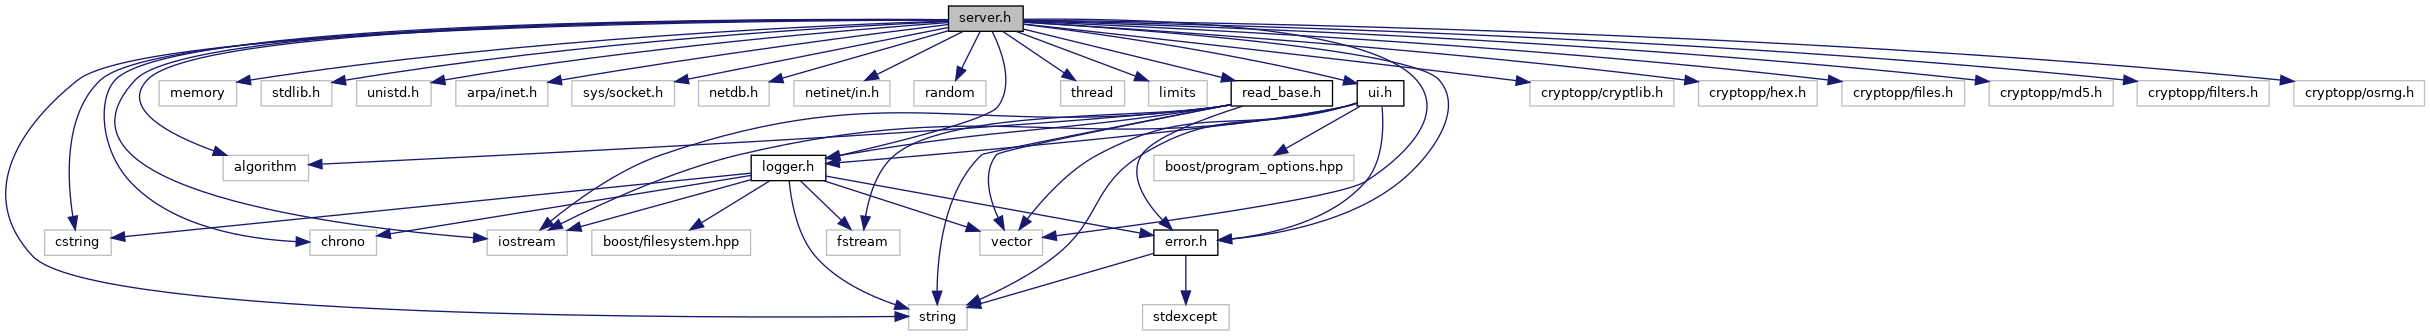 server.h
memory
stdlib.h
unistd.h
arpa/inet.h
sys/socket.h
netdb.h
netinet/in.h
random
thread
limits
read_base.h
ui.h
cryptopp/cryptlib.h
cryptopp/hex.h
cryptopp/files.h
cryptopp/md5.h
cryptopp/filters.h
cryptopp/osrng.h
algorithm
logger.h
boost/program_options.hpp
cstring
chrono
iostream
boost/filesystem.hpp
fstream
vector
error.h
string
stdexcept